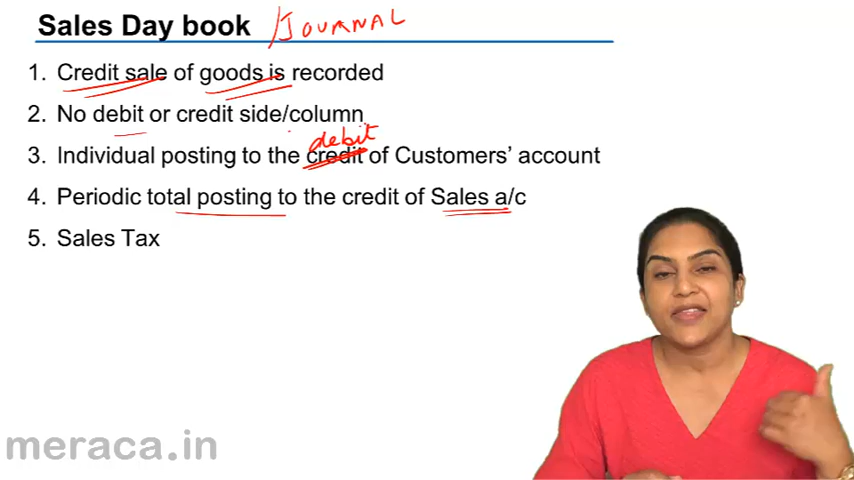 Sales Day book /JOURNAL
1. Credit sale of goods is recorded
2. No debit or credit side/column
debit
3. Individual posting to the credit of Customers' account
4. Periodic total posting to the credit of Sales a/c
5. Sales Tax
meraca.in